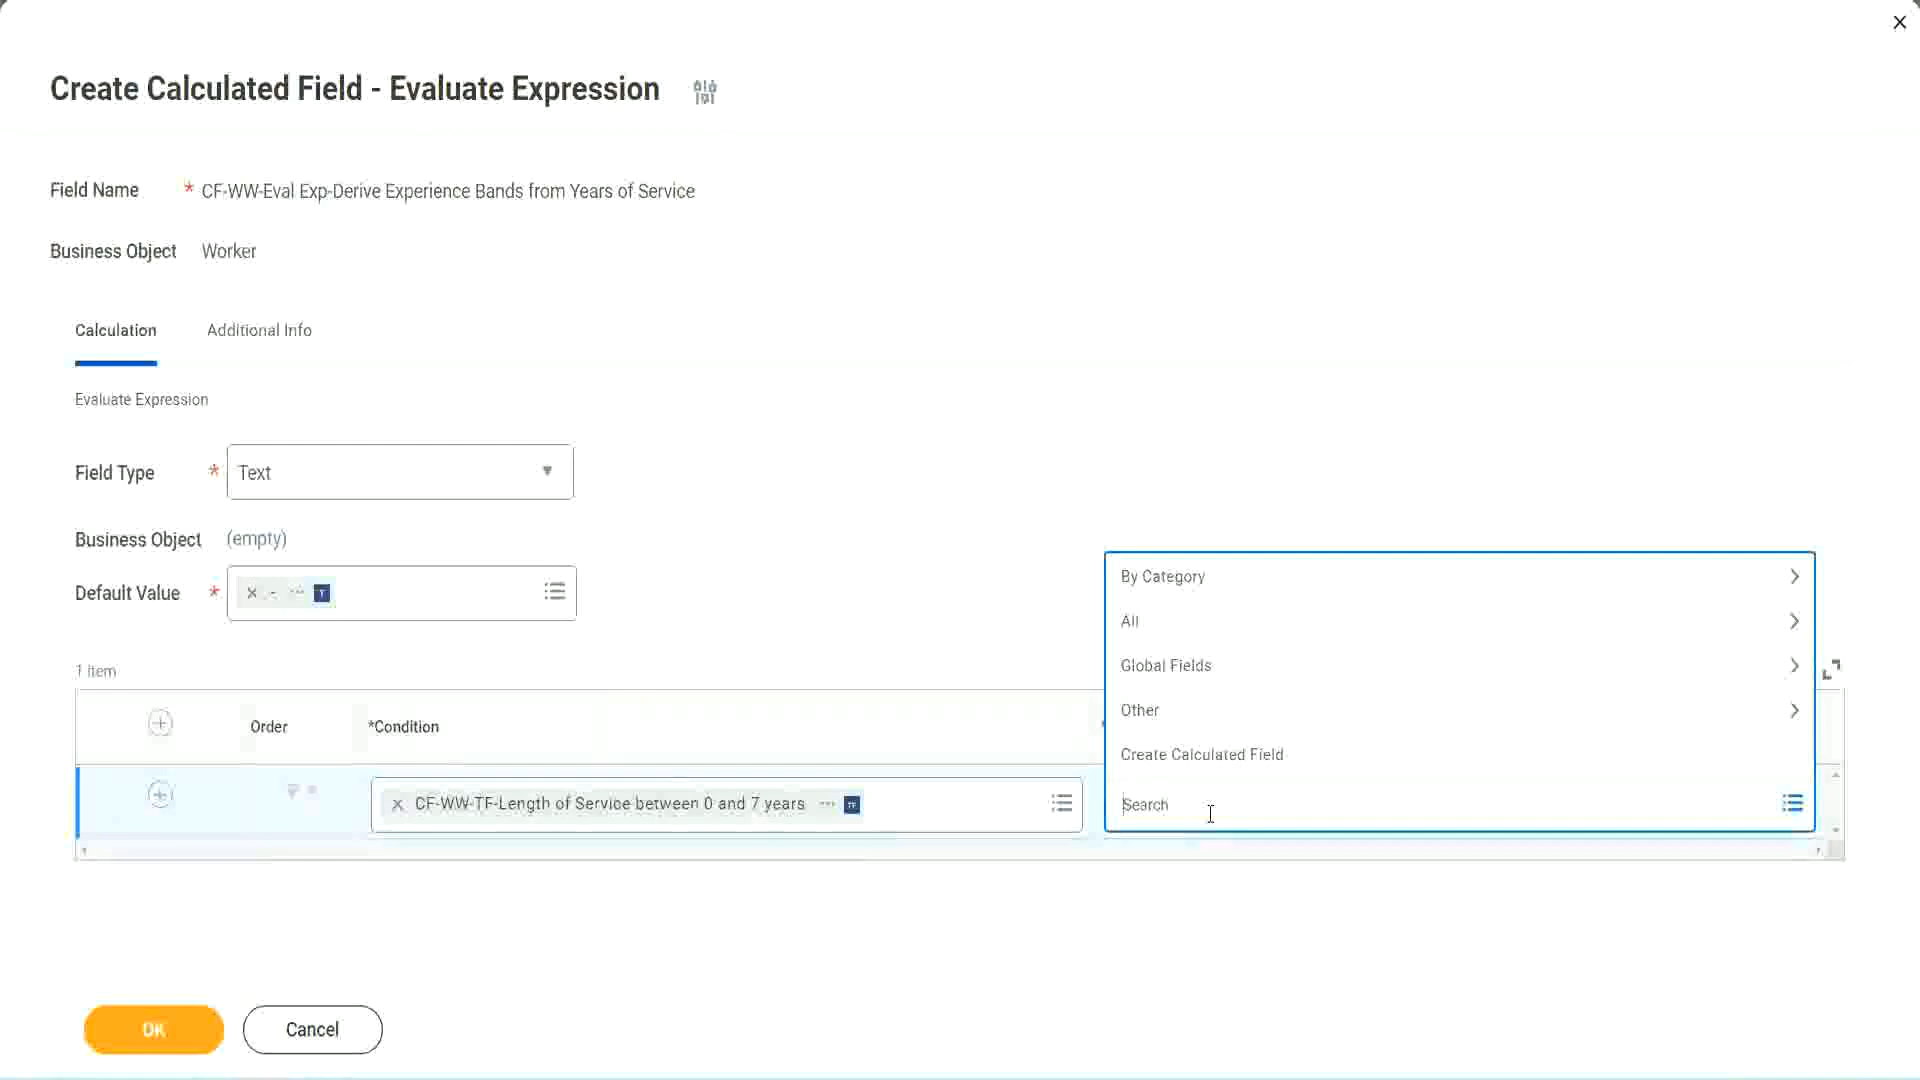 Create Calculated Field - Evaluate Expression
Field Name * CF-WW-Eval Exp-Derive Experience Bands from Years of Service
Business Object Worker
Calculation Additional Info
Evaluate Expression
Field Type * Text
Business Object (empty)
Default Value * - T
1 item
Order *Condition
CF-WW-TF-Length of Service between 0 and 7 years TF
By Category
All
Global Fields
Other
Create Calculated Field
Search
OK Cancel